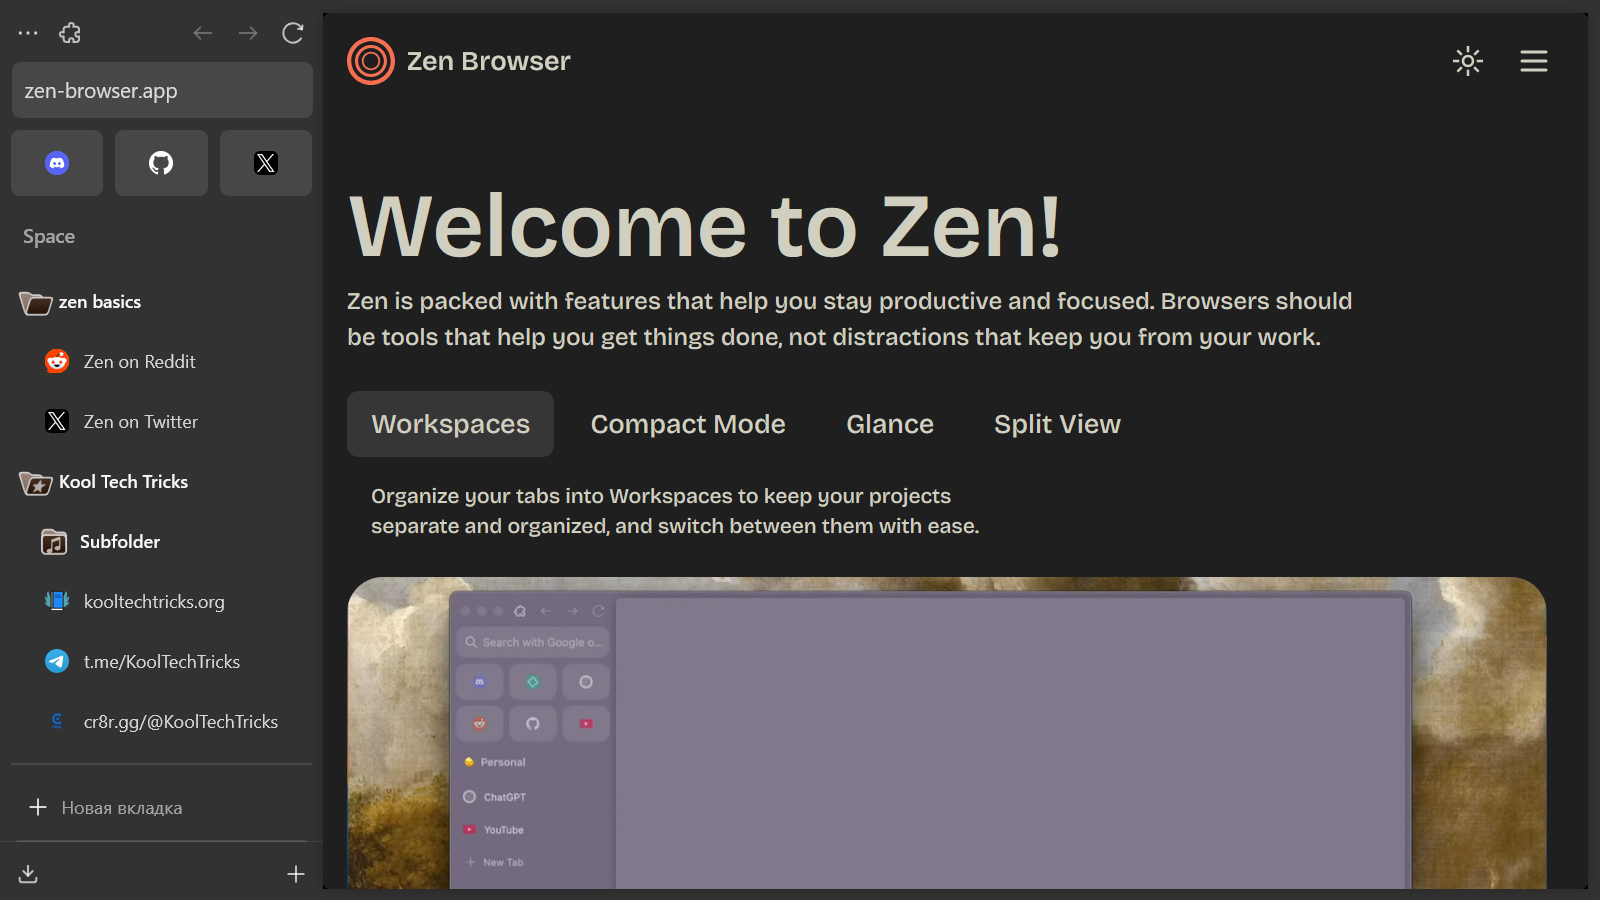 zen-browser.app
Space
zen basics
Zen on Reddit
Zen on Twitter
Kool Tech Tricks
Subfolder
kooltechtricks.org
t.me/KoolTechTricks
cr8r.gg/@KoolTechTricks
Новая вкладка
Zen Browser
Welcome to Zen!
Zen is packed with features that help you stay productive and focused. Browsers should
be tools that help you get things done, not distractions that keep you from your work.
Workspaces
Compact Mode
Glance
Split View
Organize your tabs into Workspaces to keep your projects
separate and organized, and switch between them with ease.
Search with Google o...
Personal
ChatGPT
YouTube
New Tab